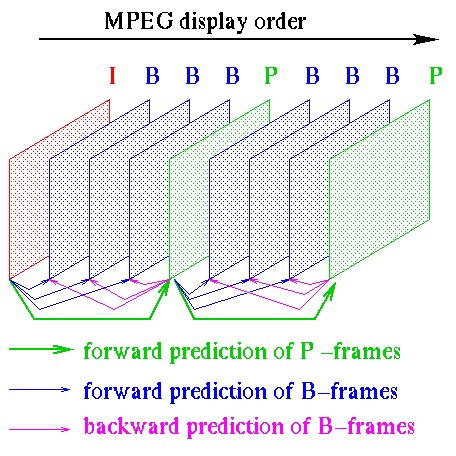 MPEG display order
I B B B P B B B P
forward prediction of P −frames
forward prediction of B−frames
backward prediction of B−frames